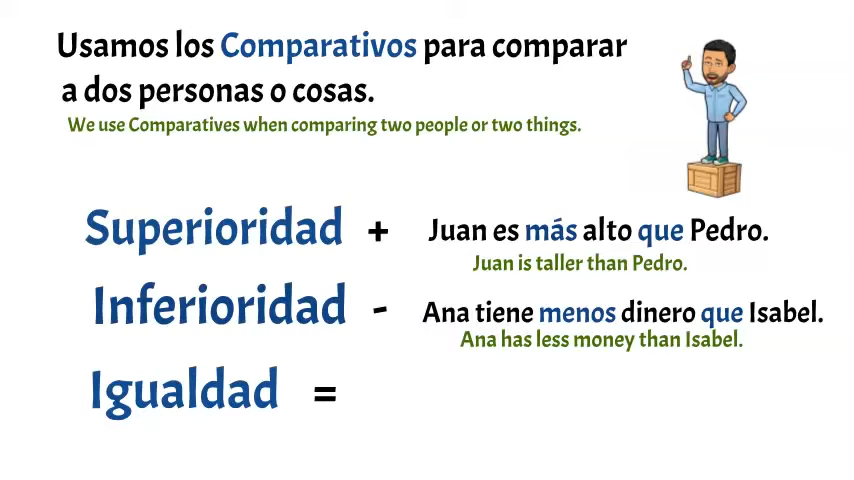 Usamos los Comparativos para comparar
a dos personas o cosas.
We use Comparatives when comparing two people or two things.
Superioridad + Juan es más alto que Pedro.
Juan is taller than Pedro.
Inferioridad - Ana tiene menos dinero que Isabel.
Ana has less money than Isabel.
Igualdad =